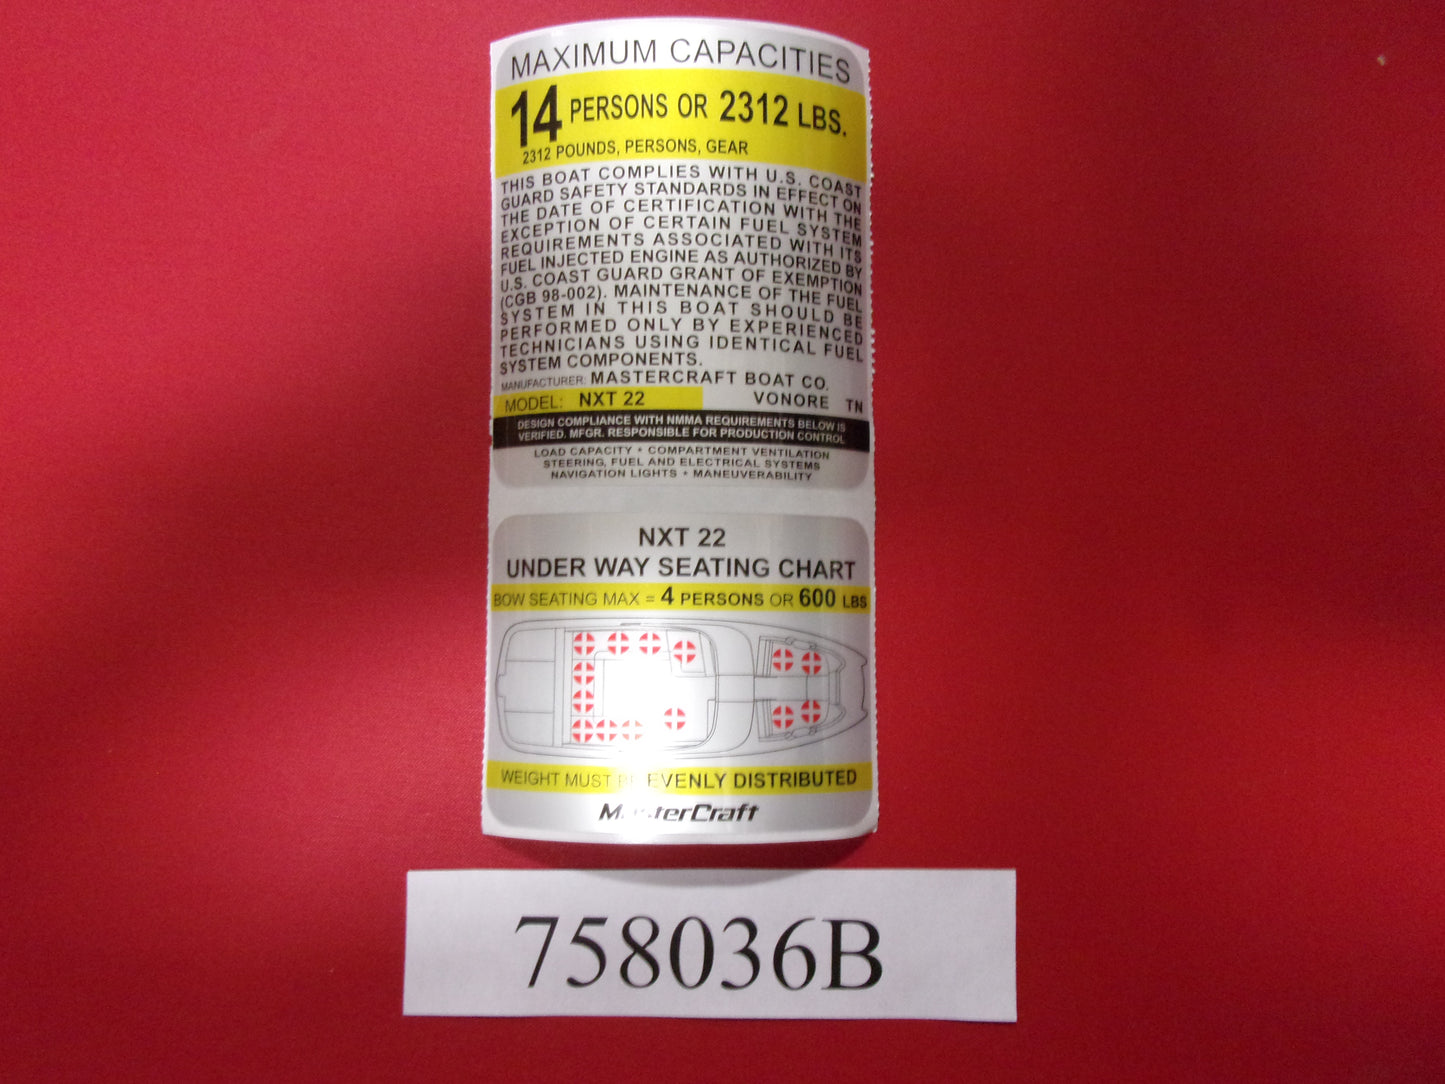 MAXIMUM CAPACITIES
14 PERSONS OR 2312 LBS.
2312 POUNDS, PERSONS, GEAR
THIS BOAT COMPLIES WITH U.S. COAST
GUARD SAFETY STANDARDS IN EFFECT ON
THE DATE OF CERTIFICATION WITH THE
EXCEPTION OF CERTAIN FUEL SYSTEM
REQUIREMENTS ASSOCIATED WITH ITS
FUEL INJECTED ENGINE AS AUTHORIZED BY
U.S. COAST GUARD GRANT OF EXEMPTION
(CGB 98-002). MAINTENANCE OF THE FUEL
SYSTEM IN THIS BOAT SHOULD BE
PERFORMED ONLY BY EXPERIENCED
TECHNICIANS USING IDENTICAL FUEL
SYSTEM COMPONENTS.
MANUFACTURER: MASTERCRAFT BOAT CO.
MODEL: NXT 22 VONORE TN
DESIGN COMPLIANCE WITH NMMA REQUIREMENTS BELOW IS
VERIFIED. MFGR. RESPONSIBLE FOR PRODUCTION CONTROL
LOAD CAPACITY * COMPARTMENT VENTILATION
STEERING, FUEL AND ELECTRICAL SYSTEMS
NAVIGATION LIGHTS * MANEUVERABILITY
NXT 22
UNDER WAY SEATING CHART
BOW SEATING MAX = 4 PERSONS OR 600 LBS
WEIGHT MUST BE EVENLY DISTRIBUTED
MasterCraft
758036B